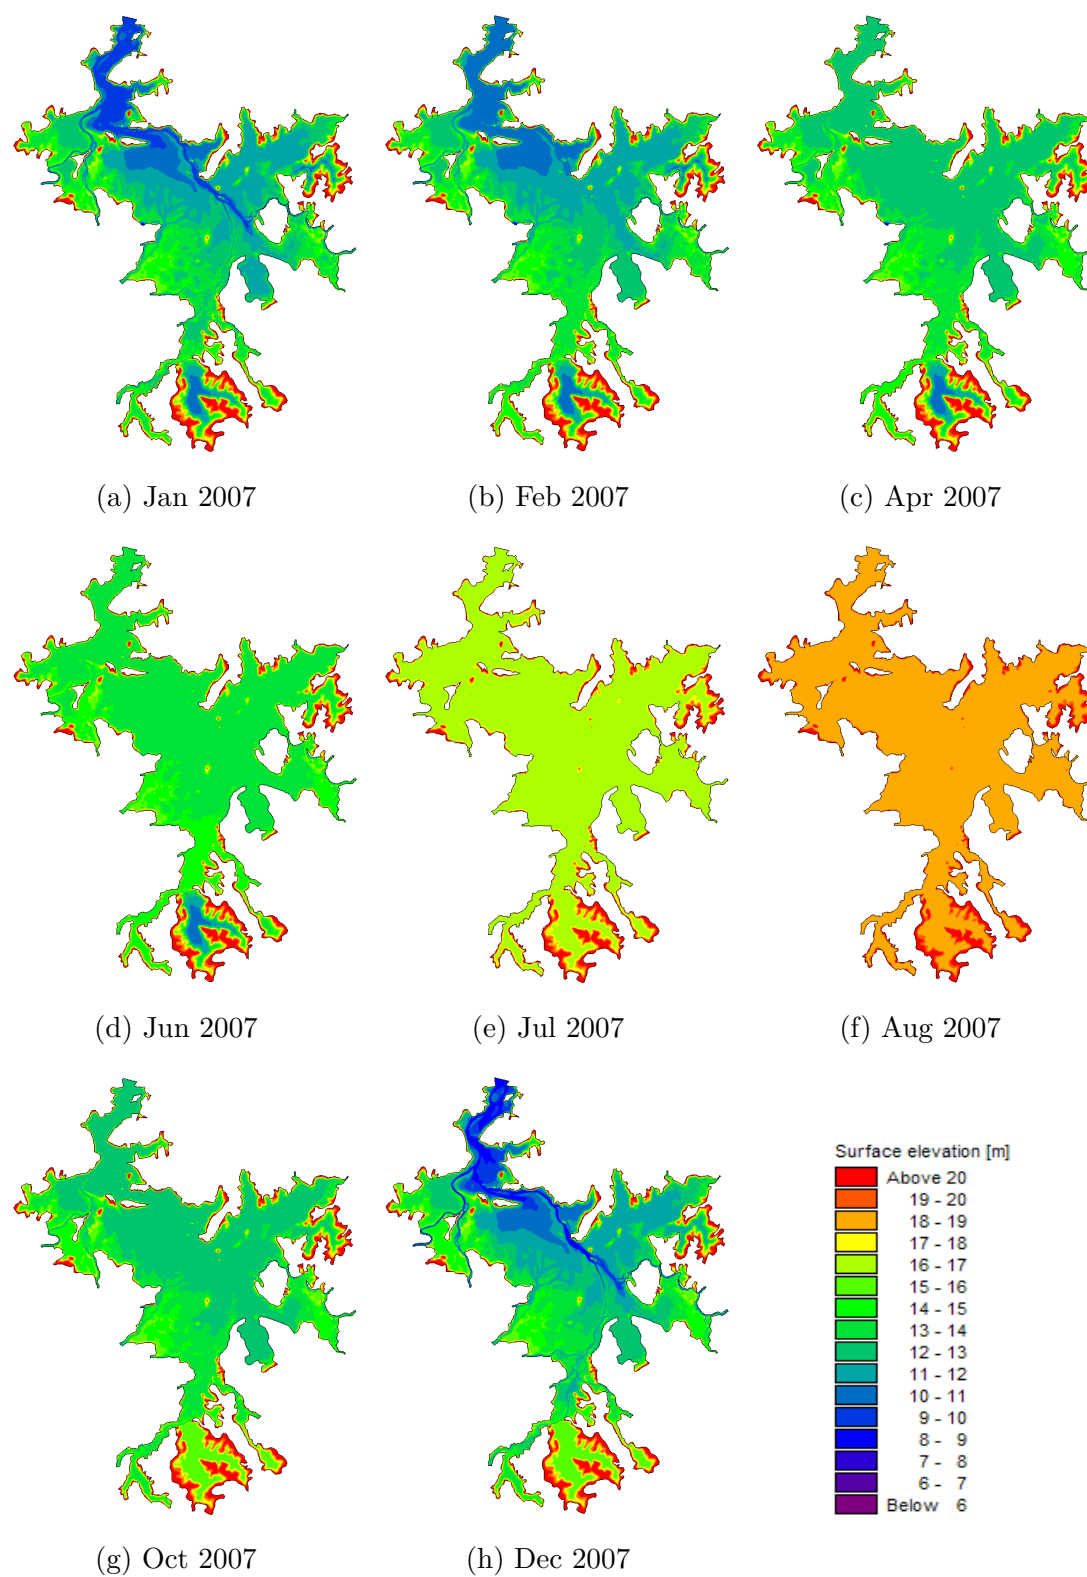 (a) Jan 2007
(b) Feb 2007
(c) Apr 2007
(d) Jun 2007
(e) Jul 2007
(f) Aug 2007
(g) Oct 2007
(h) Dec 2007
Surface elevation [m]
Above 20
19 - 20
18 - 19
17 - 18
16 - 17
15 - 16
14 - 15
13 - 14
12 - 13
11 - 12
10 - 11
9 - 10
8 - 9
7 - 8
6 - 7
Below 6